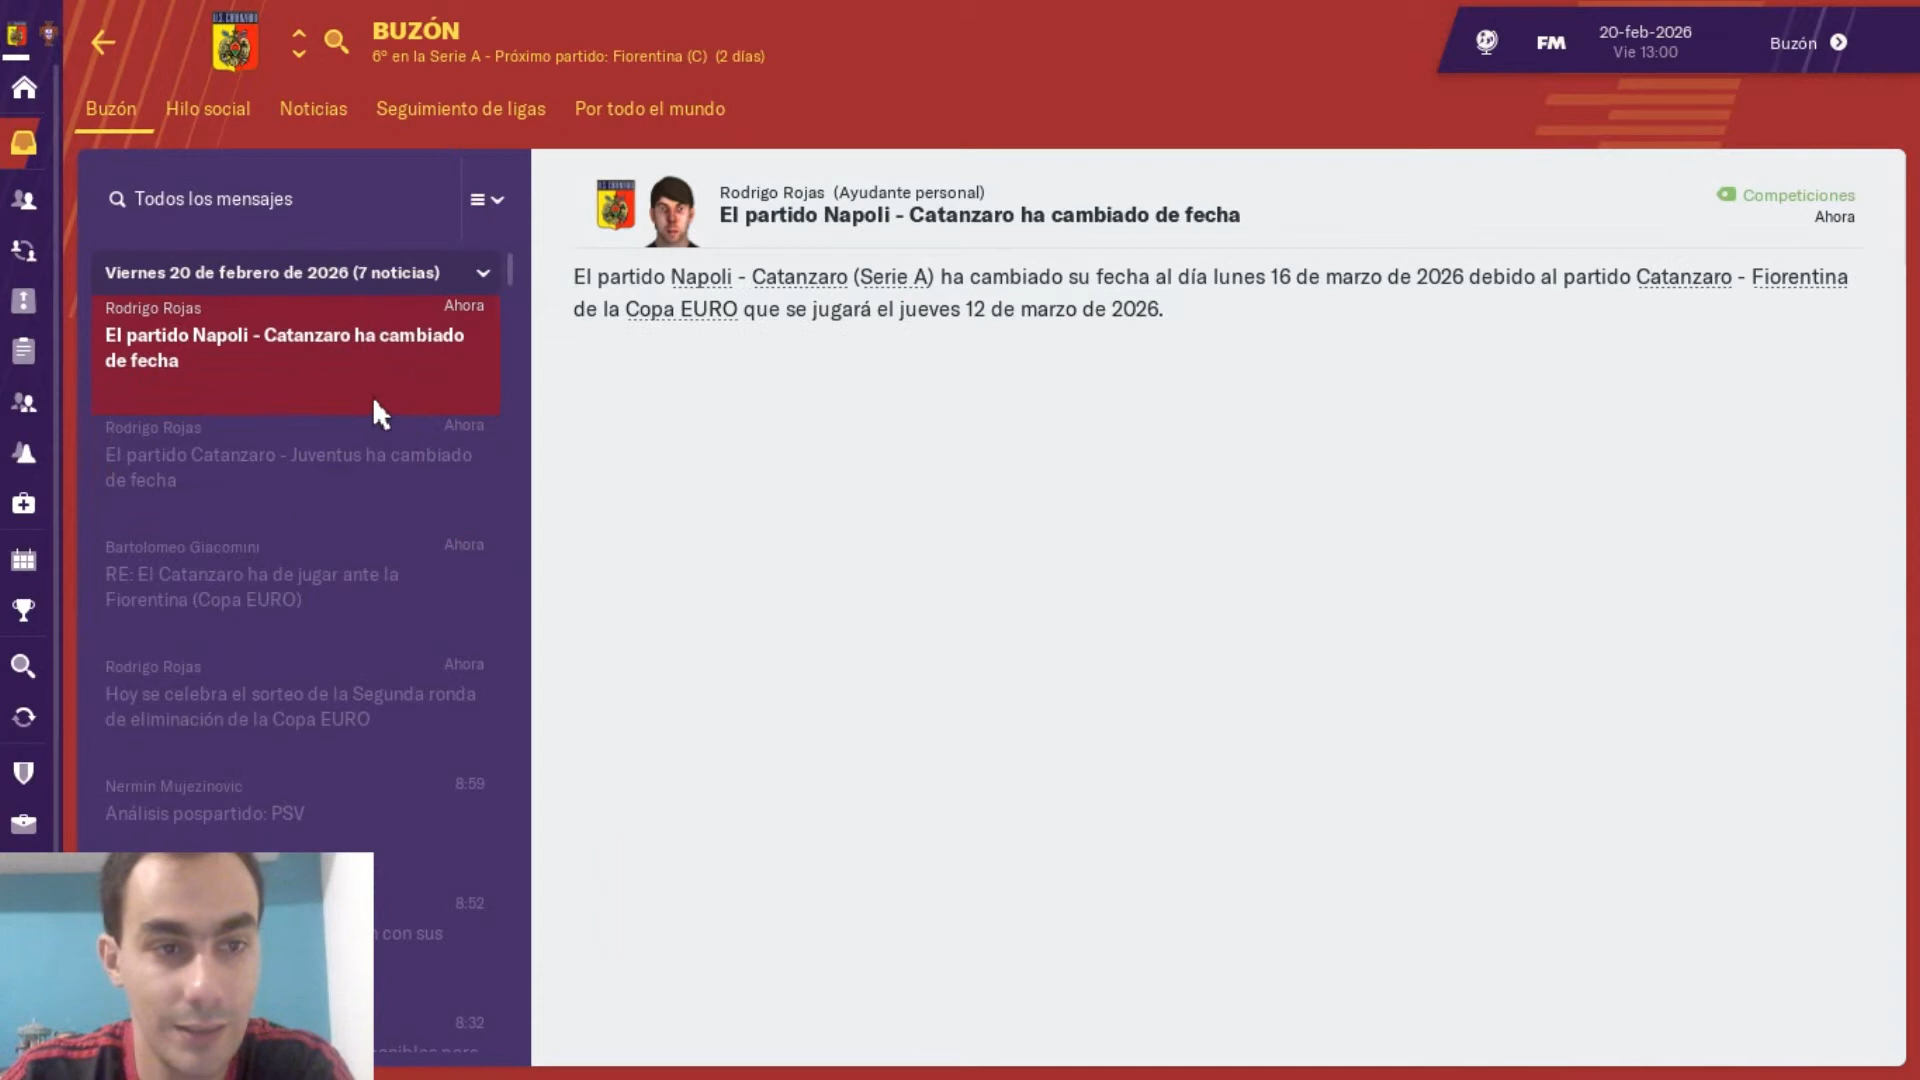 BUZÓN
6º en la Serie A - Próximo partido: Fiorentina (C) (2 días)
FM
20-feb-2026
Vie 13:00
Buzón
Buzón
Hilo social
Noticias
Seguimiento de ligas
Por todo el mundo
Todos los mensajes
Viernes 20 de febrero de 2026 (7 noticias)
Rodrigo Rojas
Ahora
El partido Napoli - Catanzaro ha cambiado
de fecha
Rodrigo Rojas
Ahora
El partido Catanzaro - Juventus ha cambiado
de fecha
Bartolomeo Giacomini
Ahora
RE: El Catanzaro ha de jugar ante la
Fiorentina (Copa EURO)
Rodrigo Rojas
Ahora
Hoy se celebra el sorteo de la Segunda ronda
de eliminación de la Copa EURO
Nermin Mujezinovic
8:59
Análisis pospartido: PSV
8:52
con sus
8:32
Rodrigo Rojas (Ayudante personal)
El partido Napoli - Catanzaro ha cambiado de fecha
Competiciones
Ahora
El partido Napoli - Catanzaro (Serie A) ha cambiado su fecha al día lunes 16 de marzo de 2026 debido al partido Catanzaro - Fiorentina
de la Copa EURO que se jugará el jueves 12 de marzo de 2026.